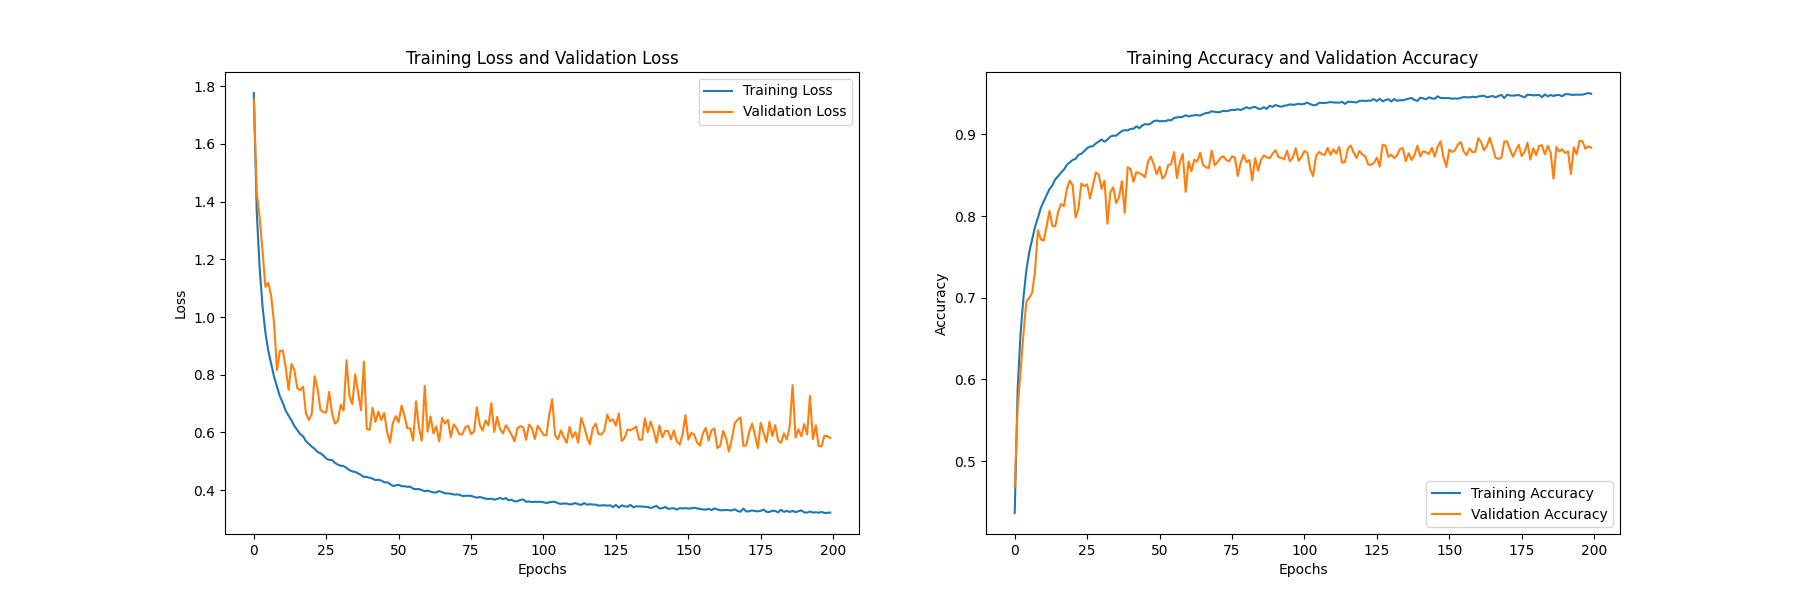 Training Loss and Validation Loss
1.8
1.6
1.4
1.2
1.0
0.8
0.6
0.4
Loss
Training Loss
Validation Loss
0 25 50 75 100 125 150 175 200
Epochs
Training Accuracy and Validation Accuracy
0.9
0.8
0.7
0.6
0.5
Accuracy
Training Accuracy
Validation Accuracy
0 25 50 75 100 125 150 175 200
Epochs